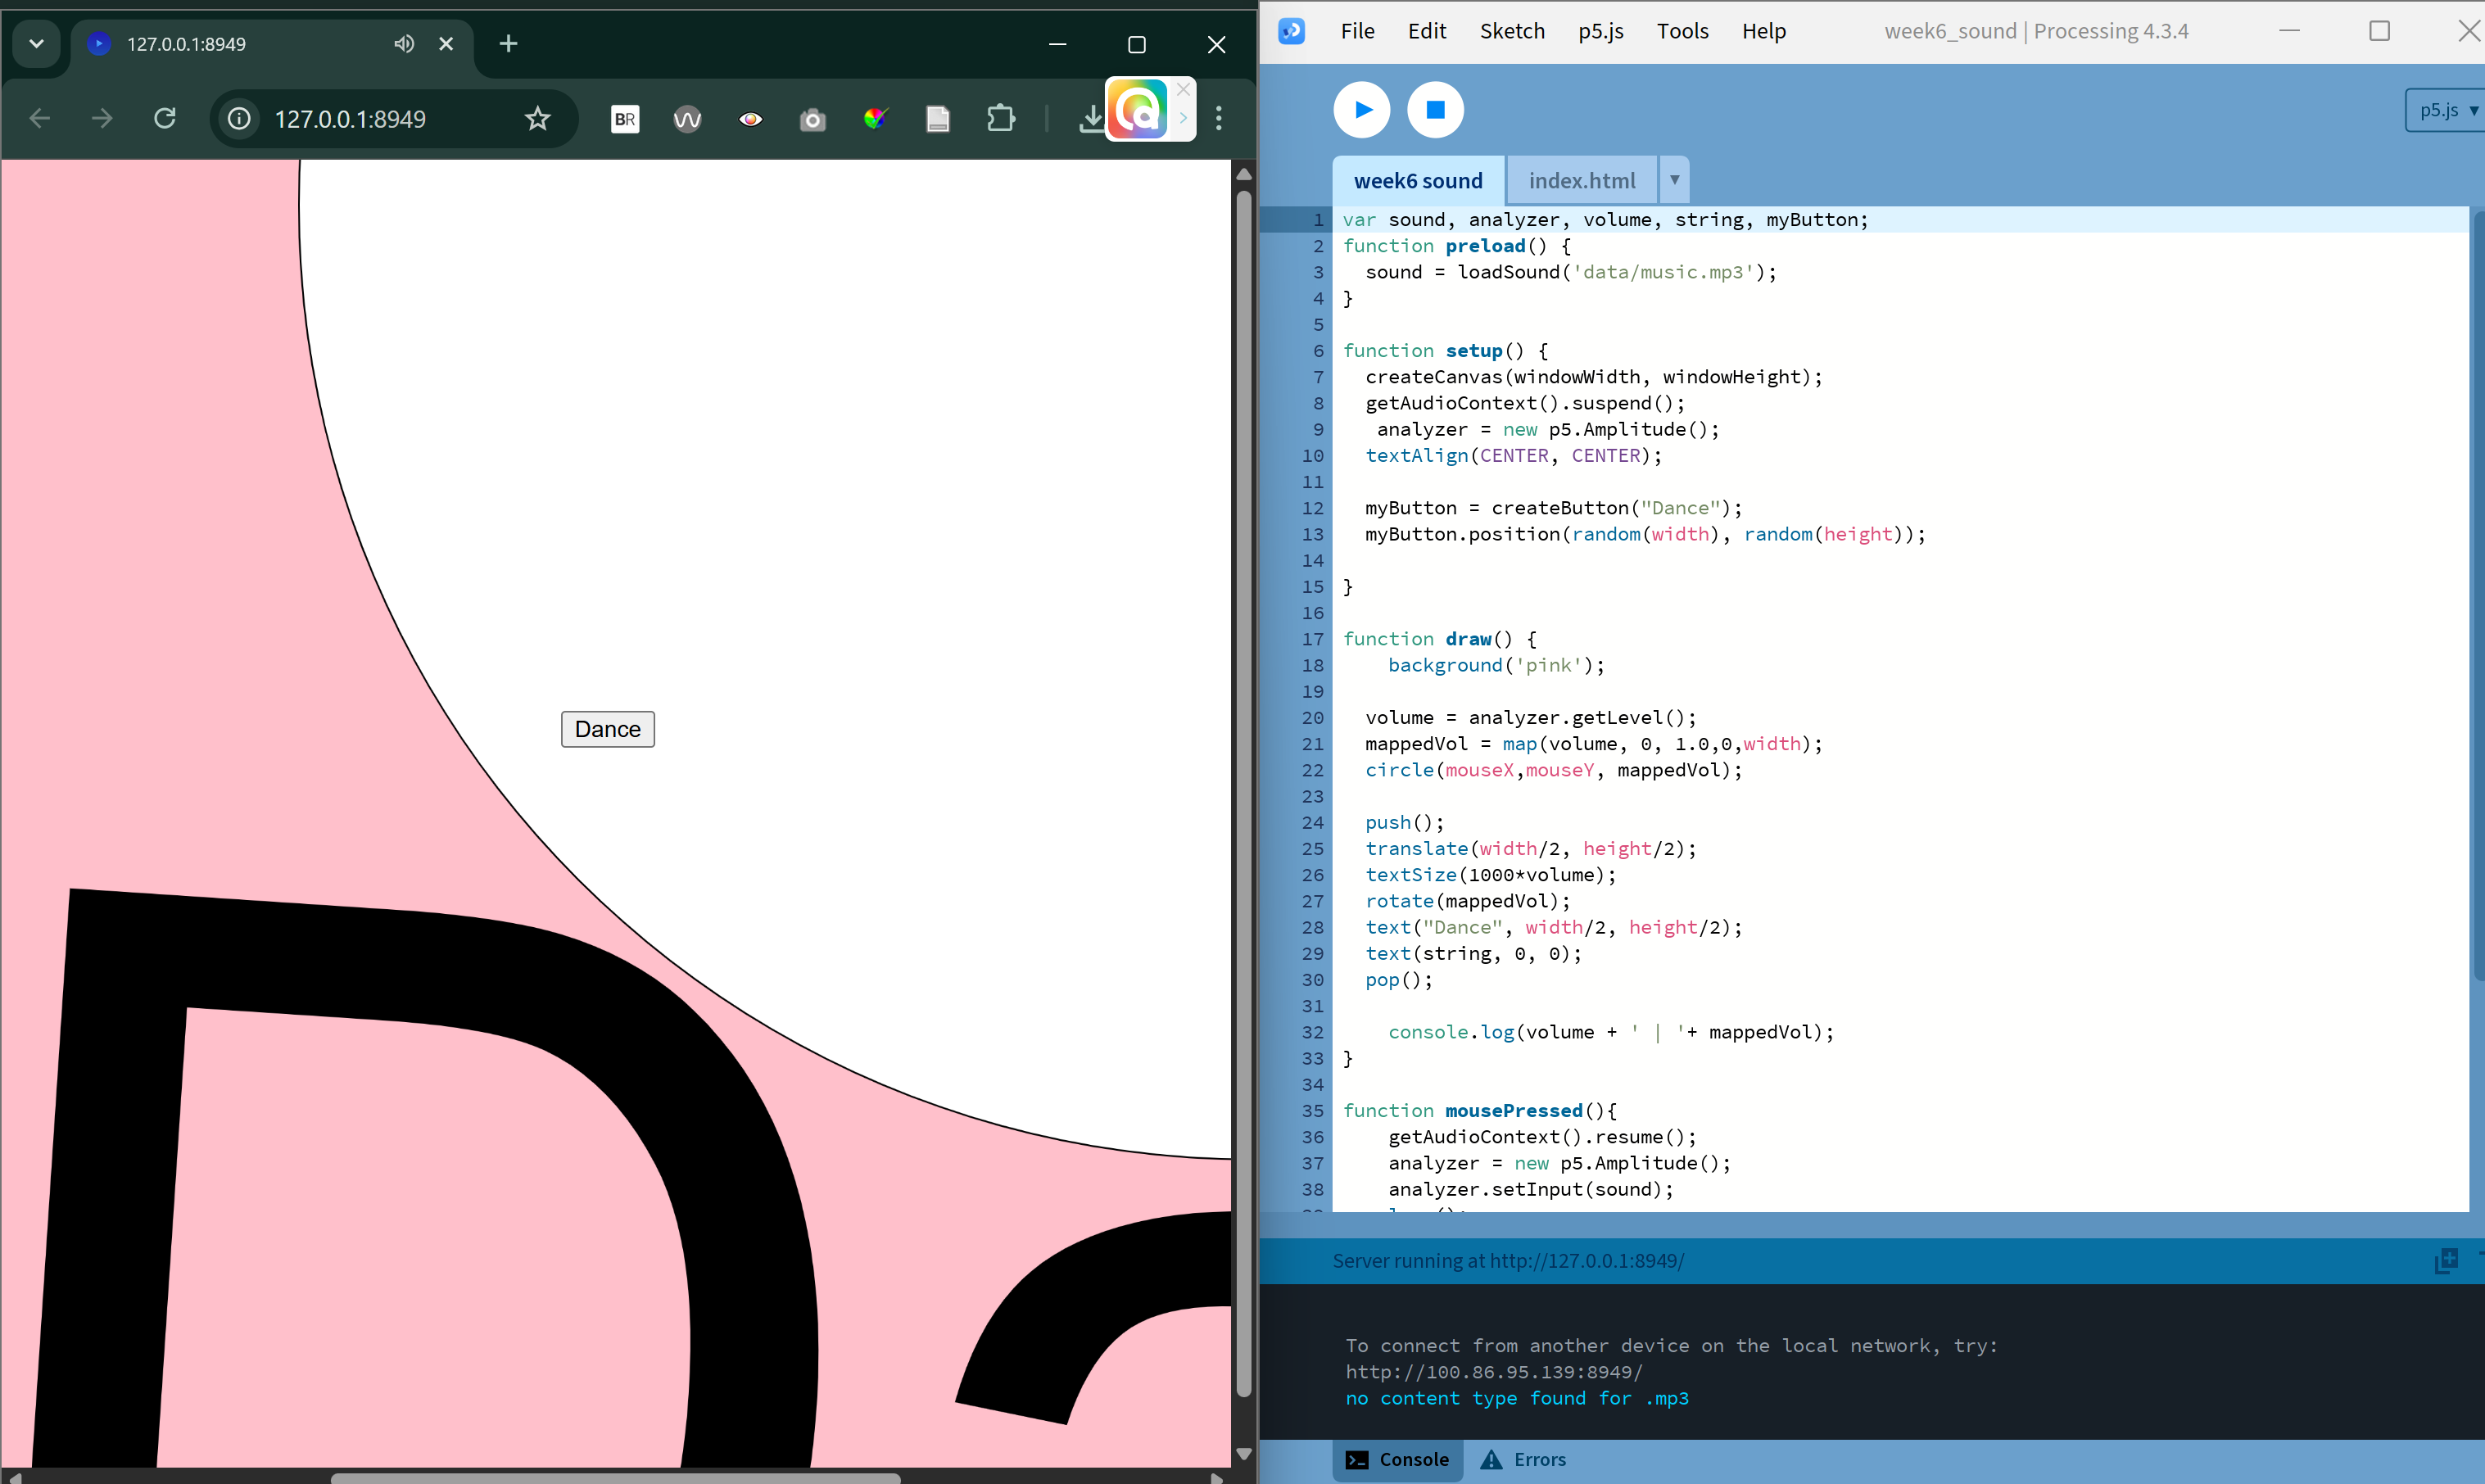 127.0.0.1:8949
127.0.0.1:8949
BR
Dance
D
File Edit Sketch p5.js Tools Help week6_sound | Processing 4.3.4
p5.js
week6 sound index.html
1 var sound, analyzer, volume, string, myButton;
2 function preload() {
3 sound = loadSound('data/music.mp3');
4 }
5
6 function setup() {
7 createCanvas(windowWidth, windowHeight);
8 getAudioContext().suspend();
9 analyzer = new p5.Amplitude();
10 textAlign(CENTER, CENTER);
11
12 myButton = createButton("Dance");
13 myButton.position(random(width), random(height));
14
15 }
16
17 function draw() {
18 background('pink');
19
20 volume = analyzer.getLevel();
21 mappedVol = map(volume, 0, 1.0,0,width);
22 circle(mouseX,mouseY, mappedVol);
23
24 push();
25 translate(width/2, height/2);
26 textSize(1000*volume);
27 rotate(mappedVol);
28 text("Dance", width/2, height/2);
29 text(string, 0, 0);
30 pop();
31
32 console.log(volume + ' | '+ mappedVol);
33 }
34
35 function mousePressed(){
36 getAudioContext().resume();
37 analyzer = new p5.Amplitude();
38 analyzer.setInput(sound);
Server running at http://127.0.0.1:8949/
To connect from another device on the local network, try:
http://100.86.95.139:8949/
no content type found for .mp3
Console Errors